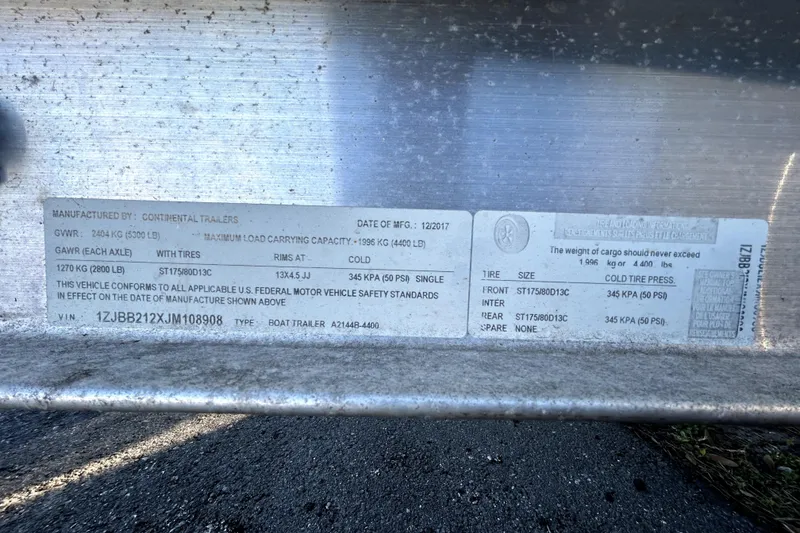 MANUFACTURED BY : CONTINENTAL TRAILERS
DATE OF MFG. : 12/2017
GVWR : 2404 KG (5300 LB)
MAXIMUM LOAD CARRYING CAPACITY -1996 KG (4400 LB)
GAWR (EACH AXLE) WITH TIRES RIMS AT COLD
1270 KG (2800 LB) ST175/80D13C 13X4.5 JJ 345 KPA (50 PSI) SINGLE
THIS VEHICLE CONFORMS TO ALL APPLICABLE U.S. FEDERAL MOTOR VEHICLE SAFETY STANDARDS
IN EFFECT ON THE DATE OF MANUFACTURE SHOWN ABOVE
V.I.N. 1ZJBB212XJM108908 TYPE BOAT TRAILER A2144B-4400
The weight of cargo should never exceed
1,996 kg or 4,400 lbs
TIRE SIZE COLD TIRE PRESS.
FRONT ST175/80D13C 345 KPA (50 PSI)
INTER
REAR ST175/80D13C 345 KPA (50 PSI)
SPARE NONE